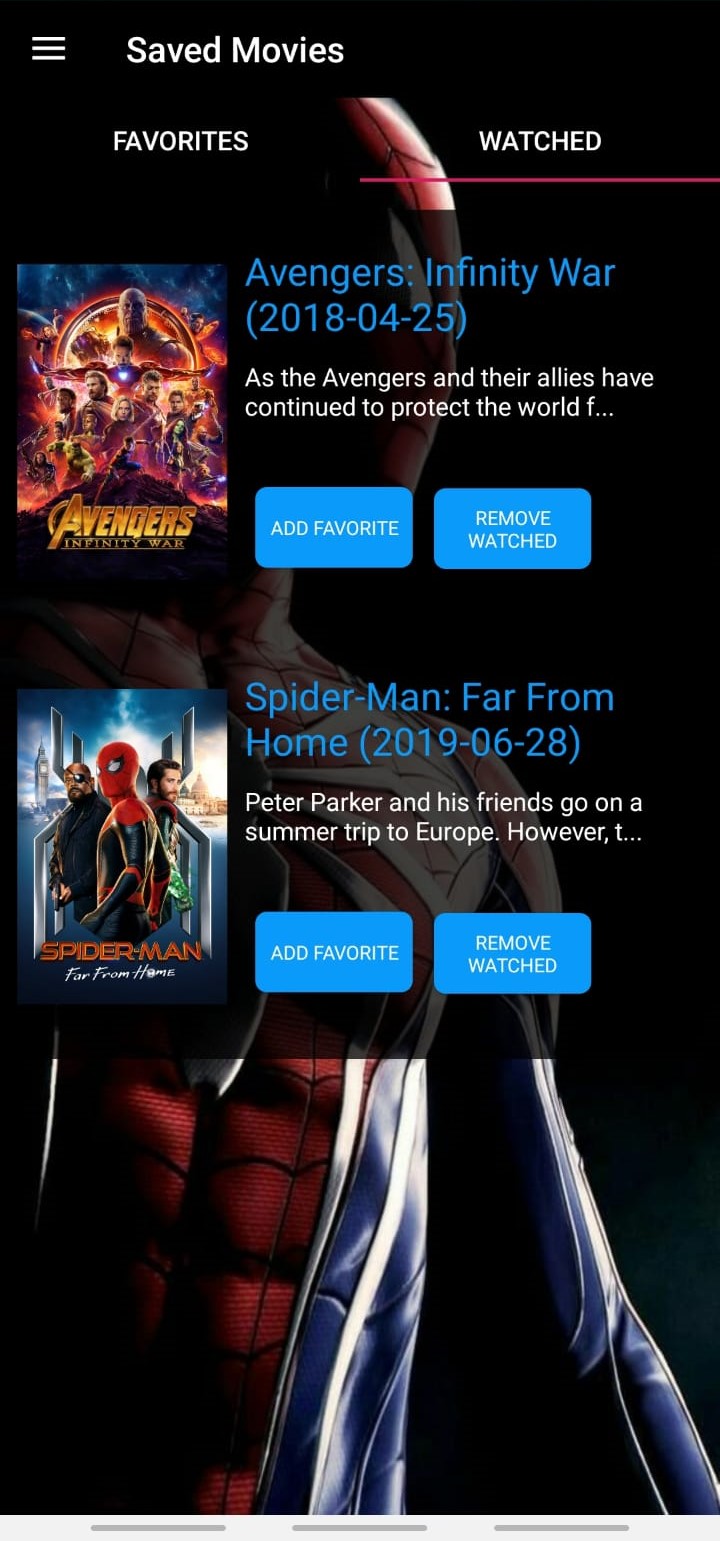 Saved Movies
FAVORITES
WATCHED
Avengers: Infinity War
(2018-04-25)
As the Avengers and their allies have
continued to protect the world f...
AVENGERS
INFINITY WAR
ADD FAVORITE
REMOVE
WATCHED
Spider-Man: Far From
Home (2019-06-28)
Peter Parker and his friends go on a
summer trip to Europe. However, t...
SPIDER-MAN
Far From Home
ADD FAVORITE
REMOVE
WATCHED